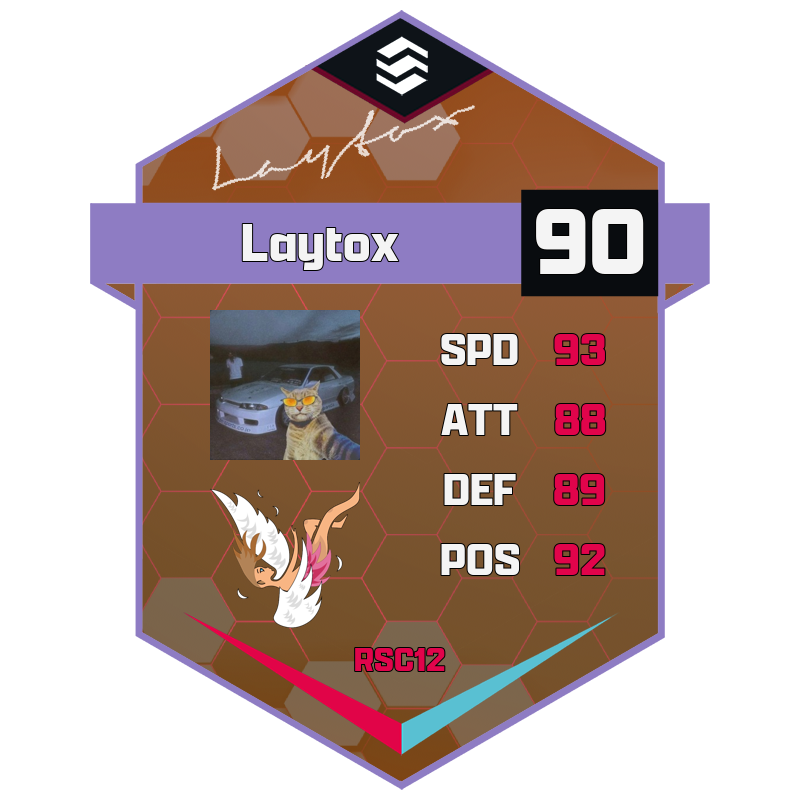 Laytox
Laytox 90
SPD 93
ATT 88
DEF 89
POS 92
RSC12